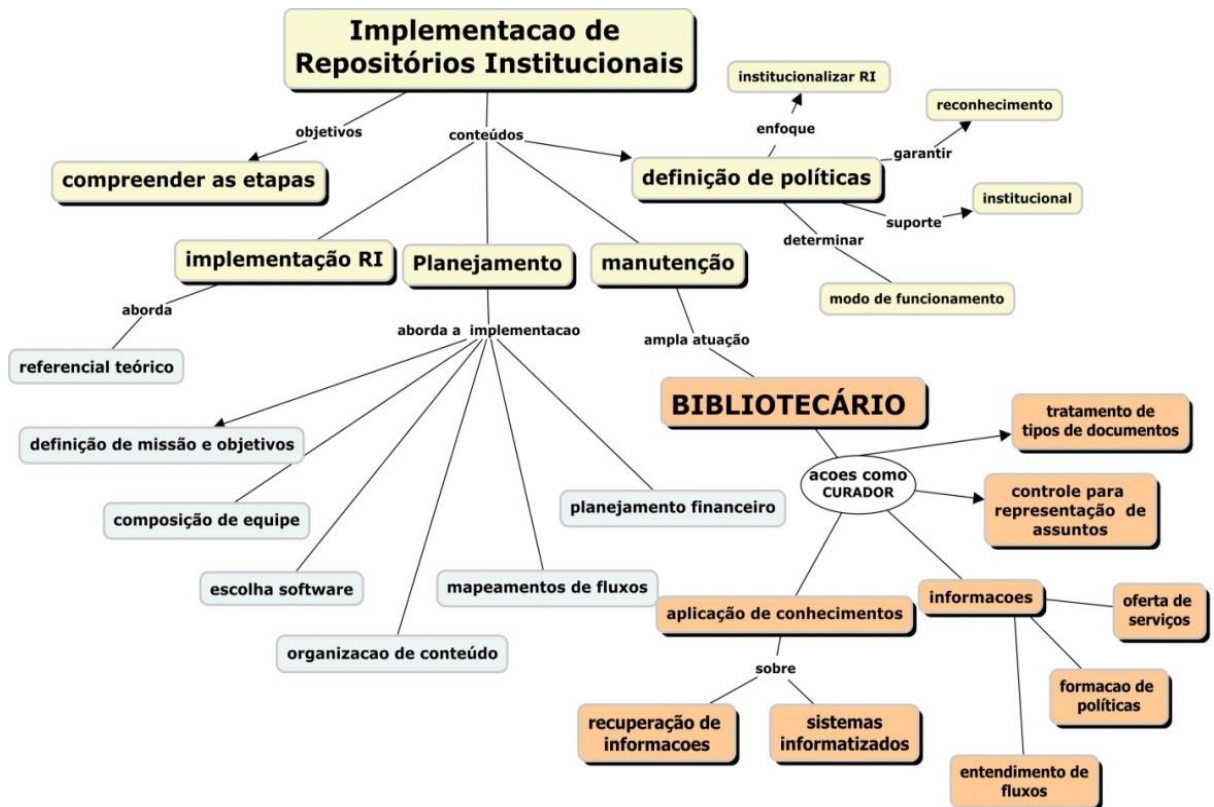 Implementacao de
Repositórios Institucionais
institucionalizar RI
reconhecimento
objetivos
conteúdos
enfoque
garantir
compreender as etapas
definição de políticas
institucional
suporte
determinar
implementação RI
Planejamento
manutenção
modo de funcionamento
aborda
aborda a implementacao
ampla atuação
referencial teórico
BIBLIOTECÁRIO
tratamento de
tipos de documentos
definição de missão e objetivos
acoes como
CURADOR
planejamento financeiro
controle para
representação de
assuntos
composição de equipe
escolha software
mapeamentos de fluxos
aplicação de conhecimentos
informacoes
oferta de
serviços
organizacao de conteúdo
sobre
formacao de
políticas
recuperação de
informacoes
sistemas
informatizados
entendimento de
fluxos